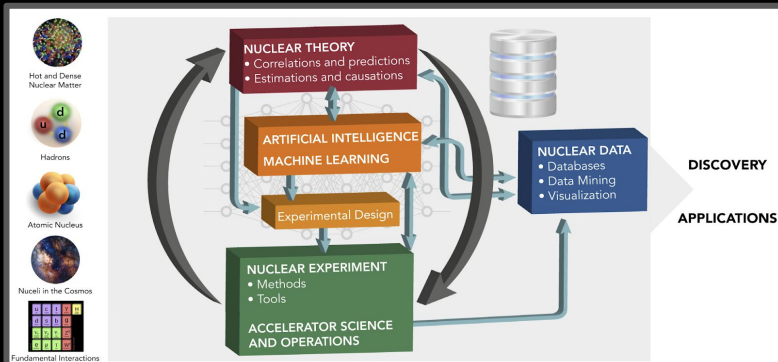 Hot and Dense
Nuclear Matter
u
d
d
Hadrons
Atomic Nucleus
Nuceli in the Cosmos
u c t γ H
d s b g
Fundamental Interactions
NUCLEAR THEORY
• Correlations and predictions
• Estimations and causations
ARTIFICIAL INTELLIGENCE
MACHINE LEARNING
Experimental Design
NUCLEAR EXPERIMENT
• Methods
• Tools
ACCELERATOR SCIENCE
AND OPERATIONS
NUCLEAR DATA
• Databases
• Data Mining
• Visualization
DISCOVERY
APPLICATIONS